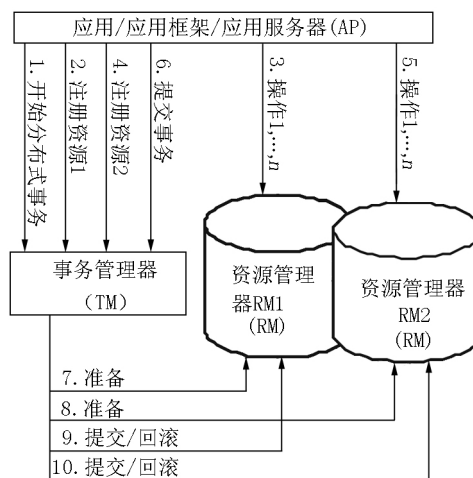 应用/应用框架/应用服务器(AP)
1.开始分布式事务
2.注册资源1
4.注册资源2
6.提交事务
3.操作1,…,n
5.操作1,…,n
事务管理器
(TM)
资源管理
器RM1
(RM)
资源管理器
RM2
(RM)
7.准备
8.准备
9.提交/回滚
10.提交/回滚